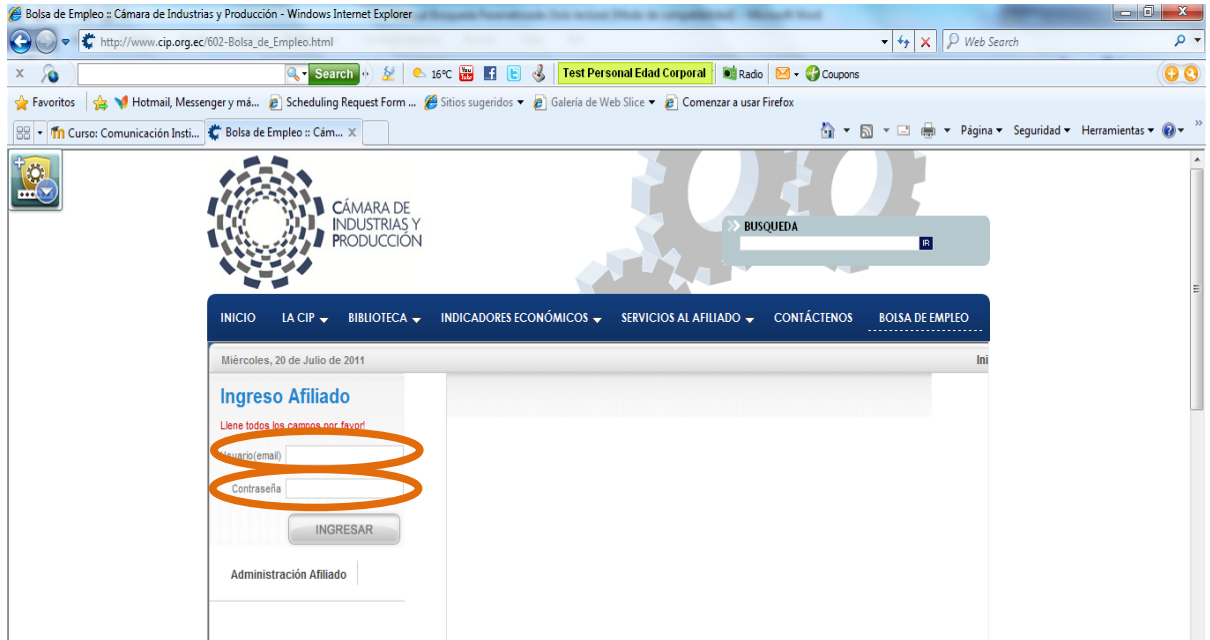 Bolsa de Empleo :: Cámara de Industrias y Producción - Windows Internet Explorer
http://www.cip.org.ec/602-Bolsa_de_Empleo.html
Web Search
x Search 16°C You Tube f Test Personal Edad Corporal Radio Coupons
Favoritos Hotmail, Messenger y má... Scheduling Request Form ... Sitios sugeridos Galería de Web Slice Comenzar a usar Firefox
Curso: Comunicación Insti... Bolsa de Empleo :: Cám... X Página Seguridad Herramientas »
CÁMARA DE
INDUSTRIAS Y
PRODUCCIÓN
BUSQUEDA
IR
INICIO LA CIP BIBLIOTECA INDICADORES ECONÓMICOS SERVICIOS AL AFILIADO CONTÁCTENOS BOLSA DE EMPLEO
Miércoles, 20 de Julio de 2011 Ini
Ingreso Afiliado
Llene todos los campos por favor!
Usuario(email)
Contraseña
INGRESAR
Administración Afiliado